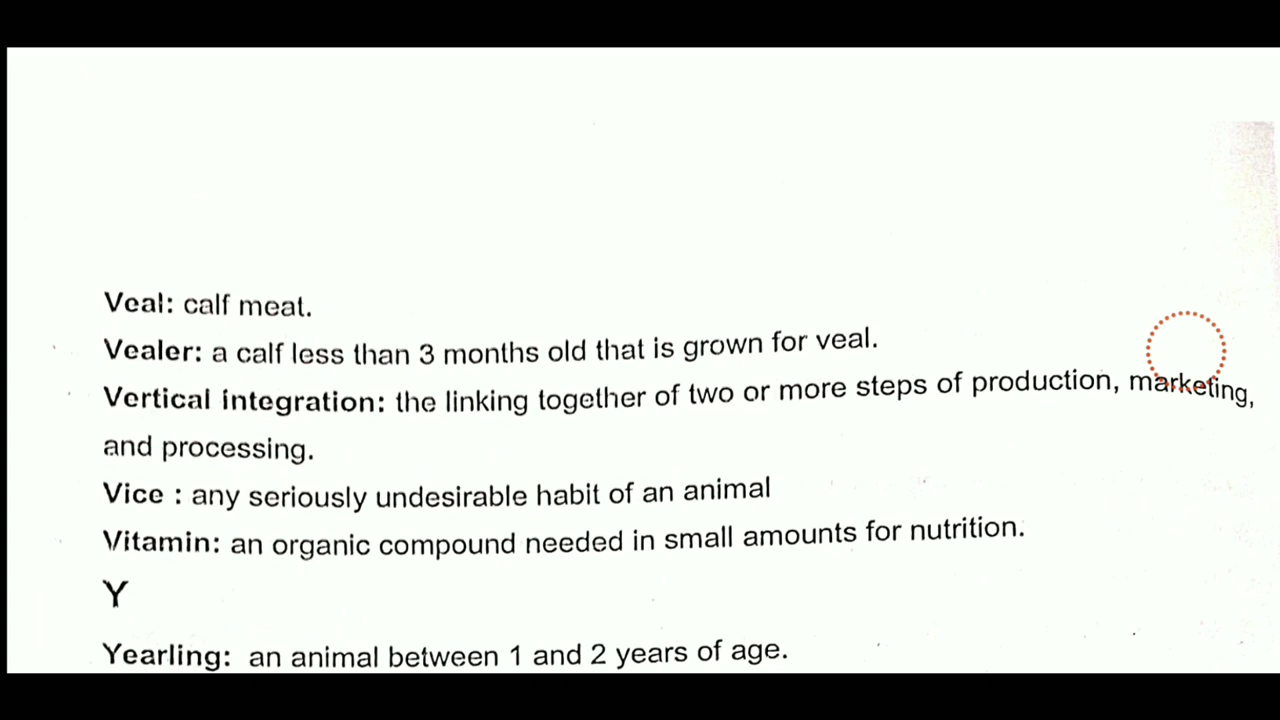 Veal: calf meat.
Vealer: a calf less than 3 months old that is grown for veal.
Vertical integration: the linking together of two or more steps of production, marketing,
and processing.
Vice : any seriously undesirable habit of an animal
Vitamin: an organic compound needed in small amounts for nutrition.
Y
Yearling: an animal between 1 and 2 years of age.